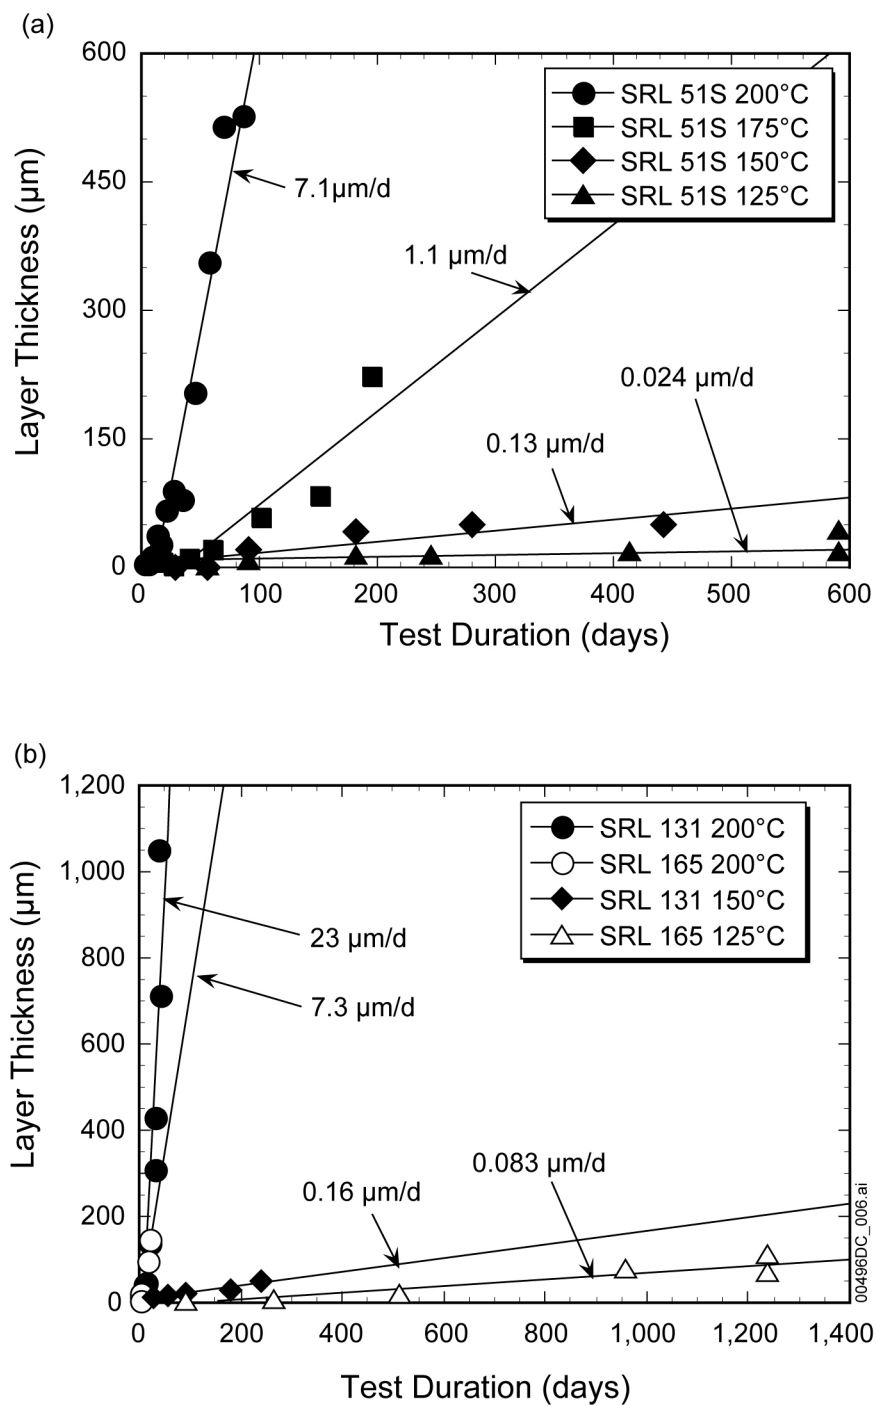 (a)
600
450
300
150
0
Layer Thickness (µm)
SRL 51S 200°C
SRL 51S 175°C
SRL 51S 150°C
SRL 51S 125°C
7.1µm/d
1.1 µm/d
0.024 µm/d
0.13 µm/d
0 100 200 300 400 500 600
Test Duration (days)
(b)
1,200
1,000
800
600
400
200
0
Layer Thickness (µm)
SRL 131 200°C
SRL 165 200°C
SRL 131 150°C
SRL 165 125°C
23 µm/d
7.3 µm/d
0.083 µm/d
0.16 µm/d
00496DC_006.ai
0 200 400 600 800 1,000 1,200 1,400
Test Duration (days)